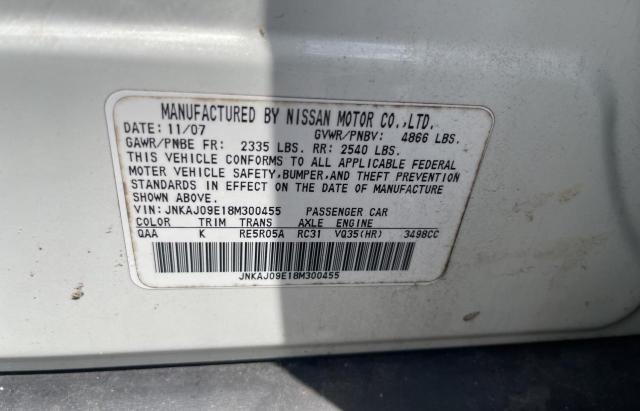 MANUFACTURED BY NISSAN MOTOR CO.,LTD.
DATE: 11/07 GVWR/PNBV: 4866 LBS.
GAWR/PNBE FR: 2335 LBS. RR: 2540 LBS.
THIS VEHICLE CONFORMS TO ALL APPLICABLE FEDERAL
MOTOR VEHICLE SAFETY,BUMPER,AND THEFT PREVENTION
STANDARDS IN EFFECT ON THE DATE OF MANUFACTURE
SHOWN ABOVE.
VIN: JNKAJ09E18M300455 PASSENGER CAR
COLOR TRIM TRANS AXLE ENGINE
QAA K RE5R05A RC31 VQ35(HR) 3498CC
JNKAJ09E18M300455